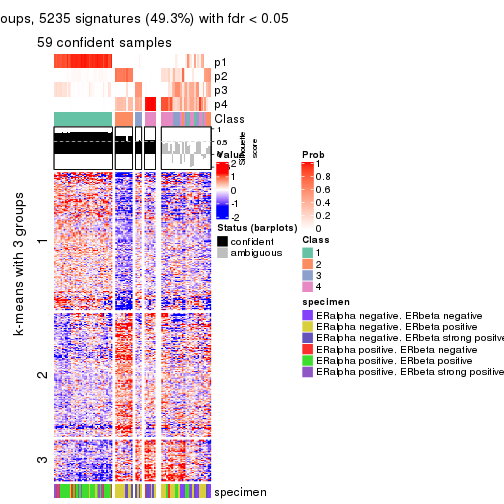 oups, 5235 signatures (49.3%) with fdr < 0.05
59 confident samples
p1
p2
p3
p4
Class
1
0.5
0
Silhouette
score
Value
2
1
0
-1
-2
Status (barplots)
confident
ambiguous
Prob
1
0.8
0.6
0.4
0.2
0
Class
1
2
3
4
specimen
ERalpha negative. ERbeta negative
ERalpha negative. ERbeta positive
ERalpha negative. ERbeta strong positive
ERalpha positive. ERbeta negative
ERalpha positive. ERbeta positive
ERalpha positive. ERbeta strong positive
k-means with 3 groups
1
2
3
specimen